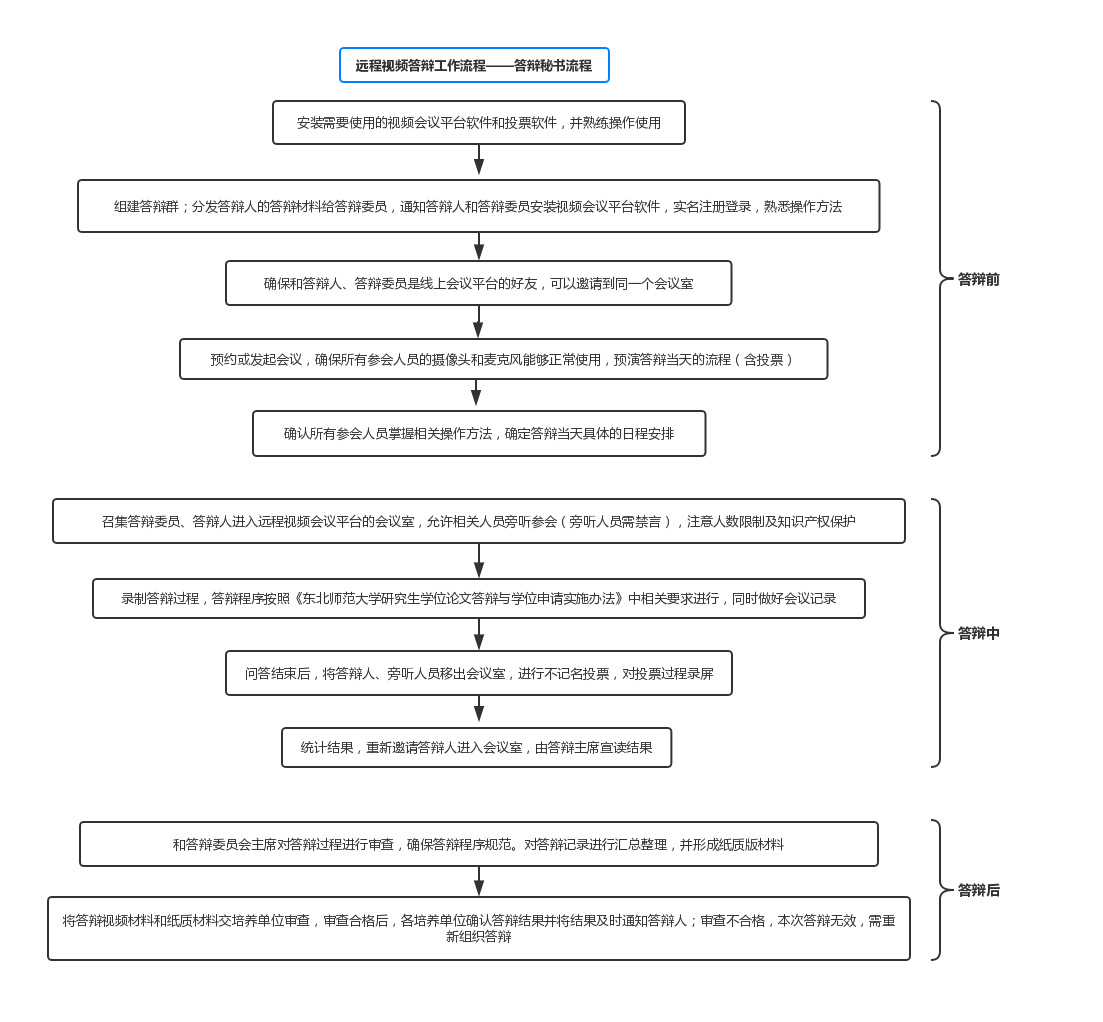 远程视频答辩工作流程——答辩秘书流程
安装需要使用的视频会议平台软件和投票软件，并熟练操作使用
组建答辩群；分发答辩人的答辩材料给答辩委员，通知答辩人和答辩委员安装视频会议平台软件，实名注册登录，熟悉操作方法
确保和答辩人、答辩委员是线上会议平台的好友，可以邀请到同一个会议室
答辩前
预约或发起会议，确保所有参会人员的摄像头和麦克风能够正常使用，预演答辩当天的流程（含投票）
确认所有参会人员掌握相关操作方法，确定答辩当天具体的日程安排
召集答辩委员、答辩人进入远程视频会议平台的会议室，允许相关人员旁听参会（旁听人员需禁言），注意人数限制及知识产权保护
录制答辩过程，答辩程序按照《东北师范大学研究生学位论文答辩与学位申请实施办法》中相关要求进行，同时做好会议记录
答辩中
问答结束后，将答辩人、旁听人员移出会议室，进行不记名投票，对投票过程录屏
统计结果，重新邀请答辩人进入会议室，由答辩主席宣读结果
和答辩委员会主席对答辩过程进行审查，确保答辩程序规范。对答辩记录进行汇总整理，并形成纸质版材料
答辩后
将答辩视频材料和纸质材料交培养单位审查，审查合格后，各培养单位确认答辩结果并将结果及时通知答辩人；审查不合格，本次答辩无效，需重
新组织答辩